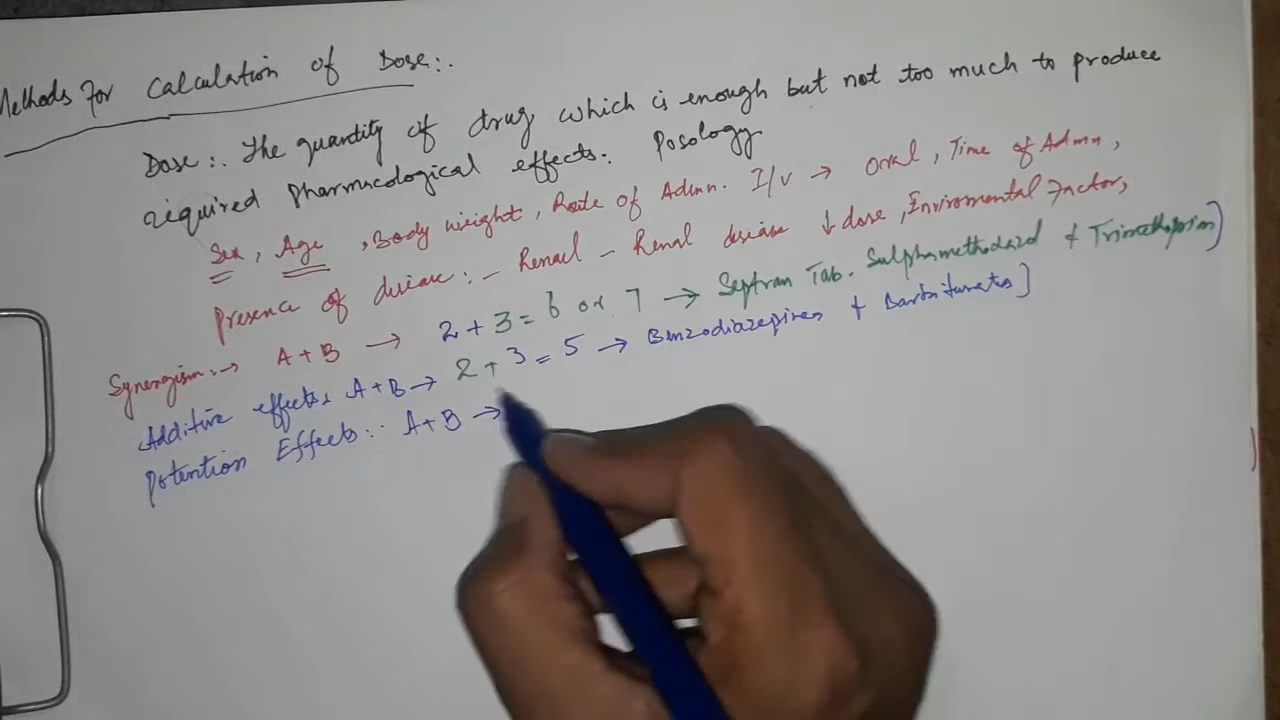 Methods For Calculation of Dose:.
Dose:. The quantity of drug which is enough but not too much to produce
required pharmacological effects. Posology
Sex, Age, Body weight, Route of Admn. I/V → Oral, Time of Admn,
Presence of disease:- Renael - Renal disease ↓ dose, Enviromental Factor,
Synergism:→ A+B → 2+3=6 or 7 → Septran Tab. Sulphamethoxazol + Trimethoprim]
Additive effects: A+B → 2+3=5 → Benzodiazepines + Barbiturates]
Potention Effects:. A+B →